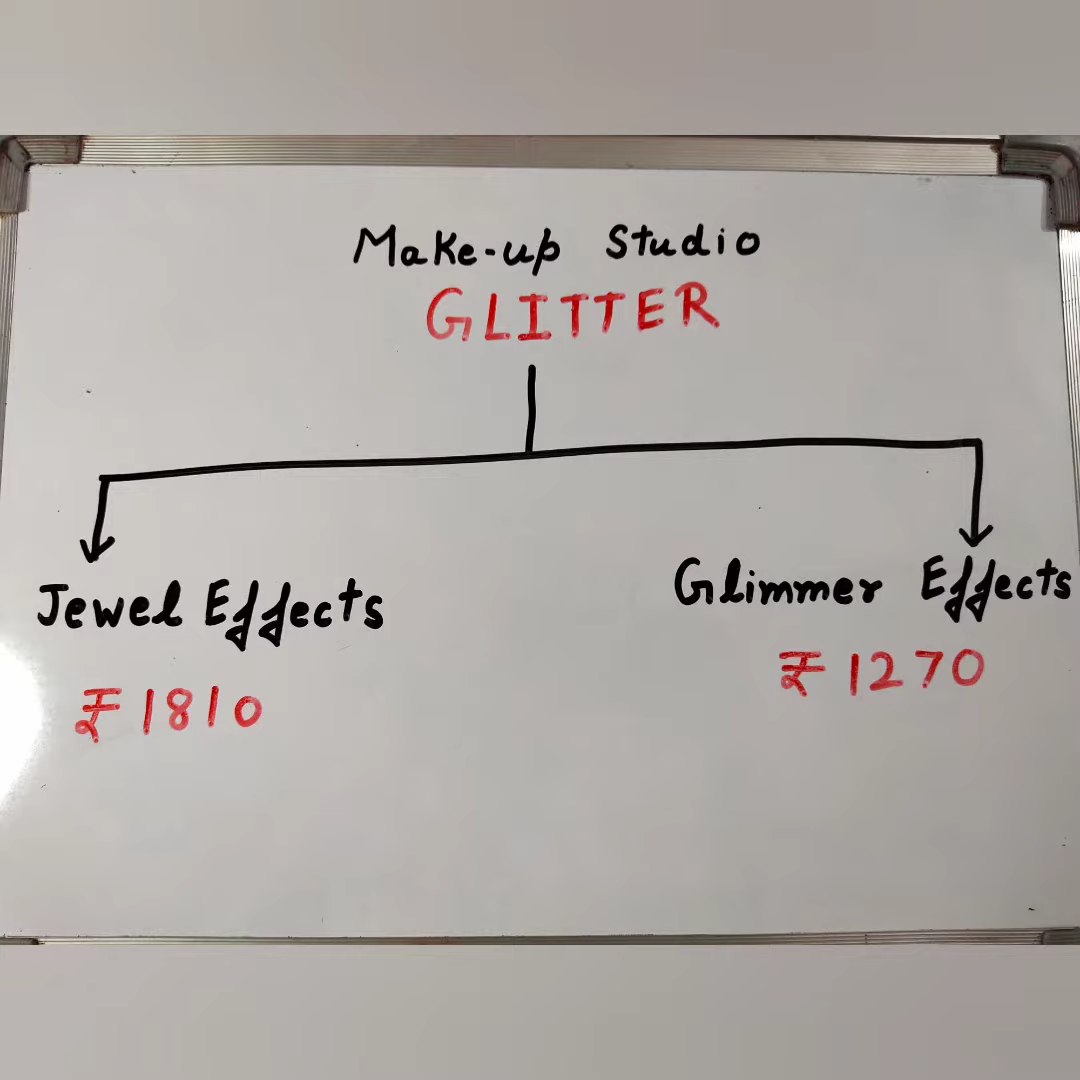 Make-up Studio
GLITTER
Jewel Effects
₹ 1810
Glimmer Effects
₹ 1270